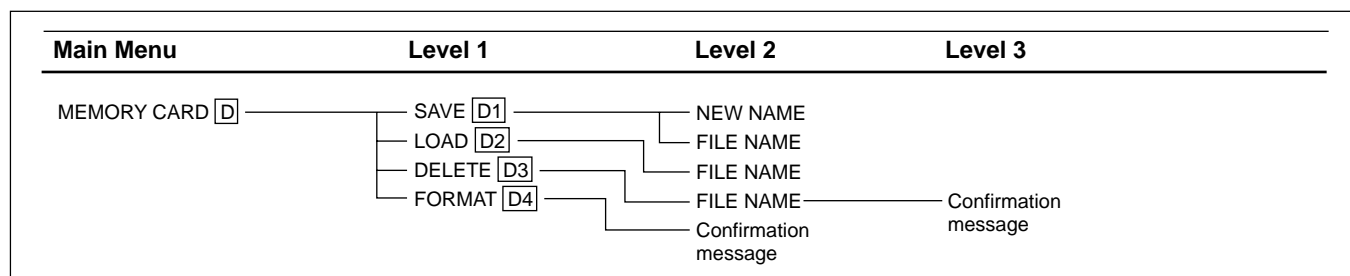 Main Menu Level 1 Level 2 Level 3
MEMORY CARD D SAVE D1 NEW NAME
LOAD D2 FILE NAME
DELETE D3 FILE NAME
FORMAT D4 FILE NAME Confirmation message
Confirmation
message